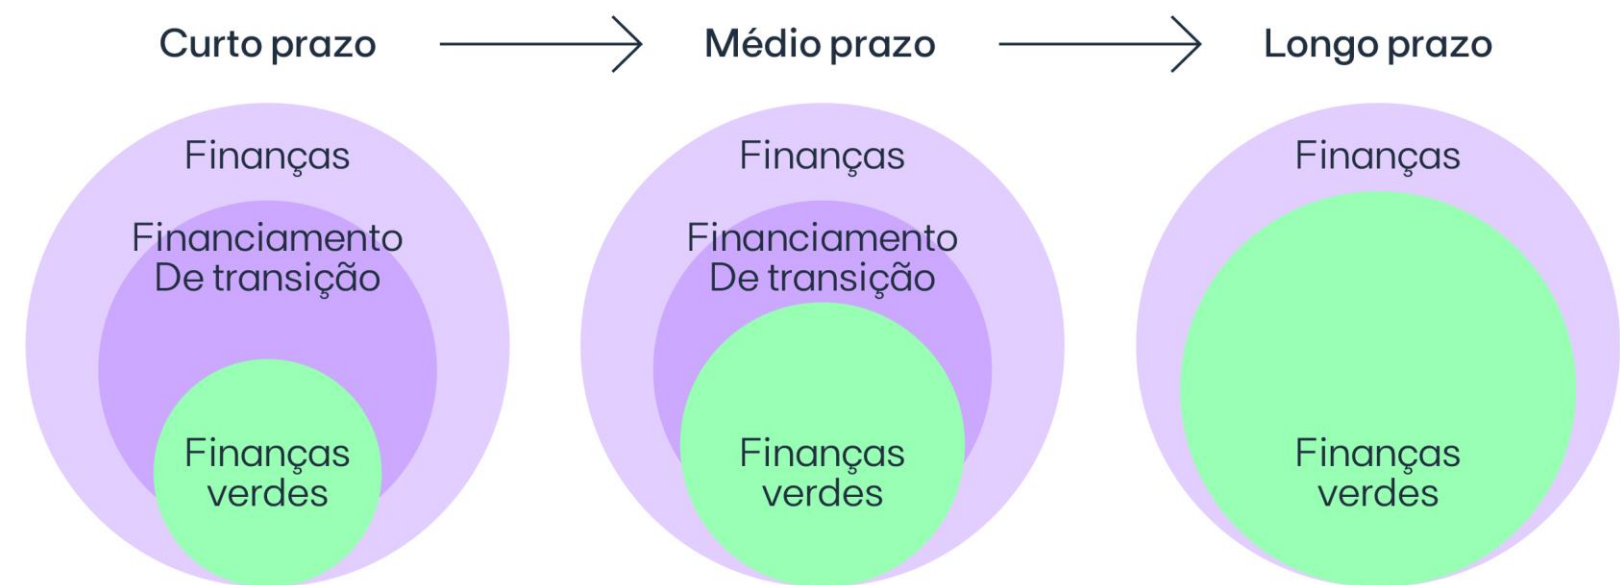 Curto prazo
Médio prazo
Longo prazo
Finanças
Financiamento
De transição
Finanças
verdes
Finanças
Financiamento
De transição
Finanças
verdes
Finanças
Finanças
verdes